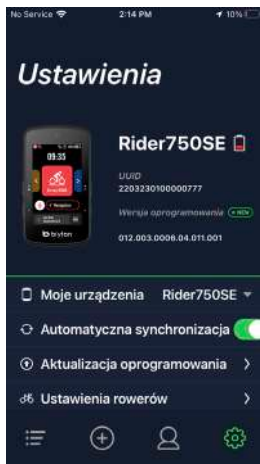 No Service 2:14 PM 10%
Ustawienia
Rider750SE
09:35
UUID
2203230100000777
Wersja oprogramowania NEW
012.003.0006.04.011.001
bryton
Moje urządzenia Rider750SE
Automatyczna synchronizacja
Aktualizacja oprogramowania
Ustawienia rowerów